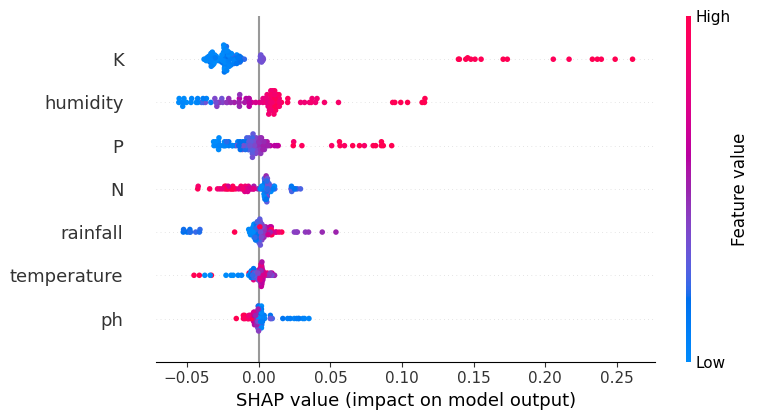 High
K
humidity
P
N
rainfall
temperature
ph
Feature value
Low
−0.05 0.00 0.05 0.10 0.15 0.20 0.25
SHAP value (impact on model output)